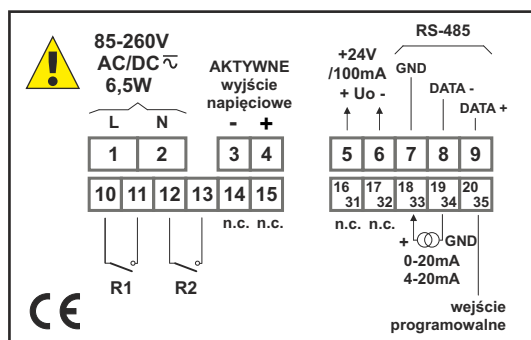 85-260V
AC/DC
6,5W
L N
AKTYWNE
wyjście
napięciowe
- +
+24V
/100mA
+ Uo -
RS-485
GND
DATA -
DATA +
1 2 3 4 5 6 7 8 9
10 11 12 13 14 15
16 17 18 19 20
31 32 33 34 35
n.c. n.c. n.c. n.c.
R1 R2
+ GND
0-20mA
4-20mA
wejście
programowalne
CE